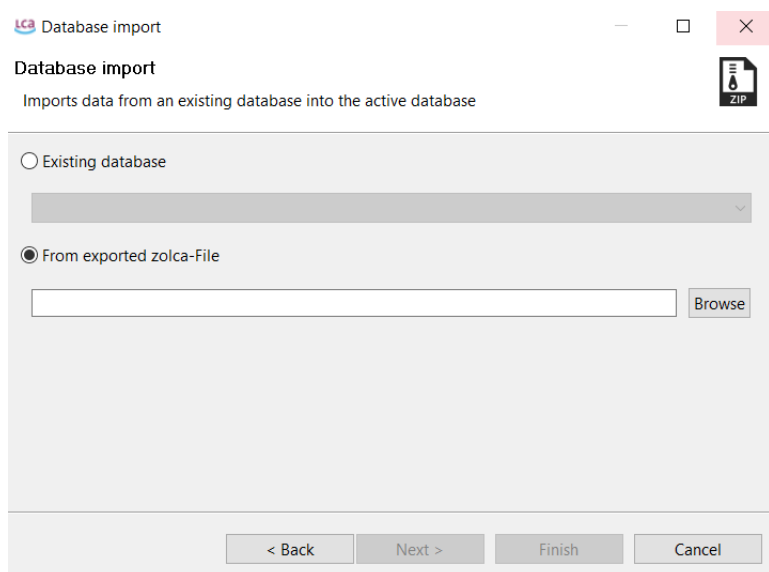 LCA Database import
Database import
Imports data from an existing database into the active database
ZIP
Existing database
From exported zolca-File
Browse
< Back
Next >
Finish
Cancel